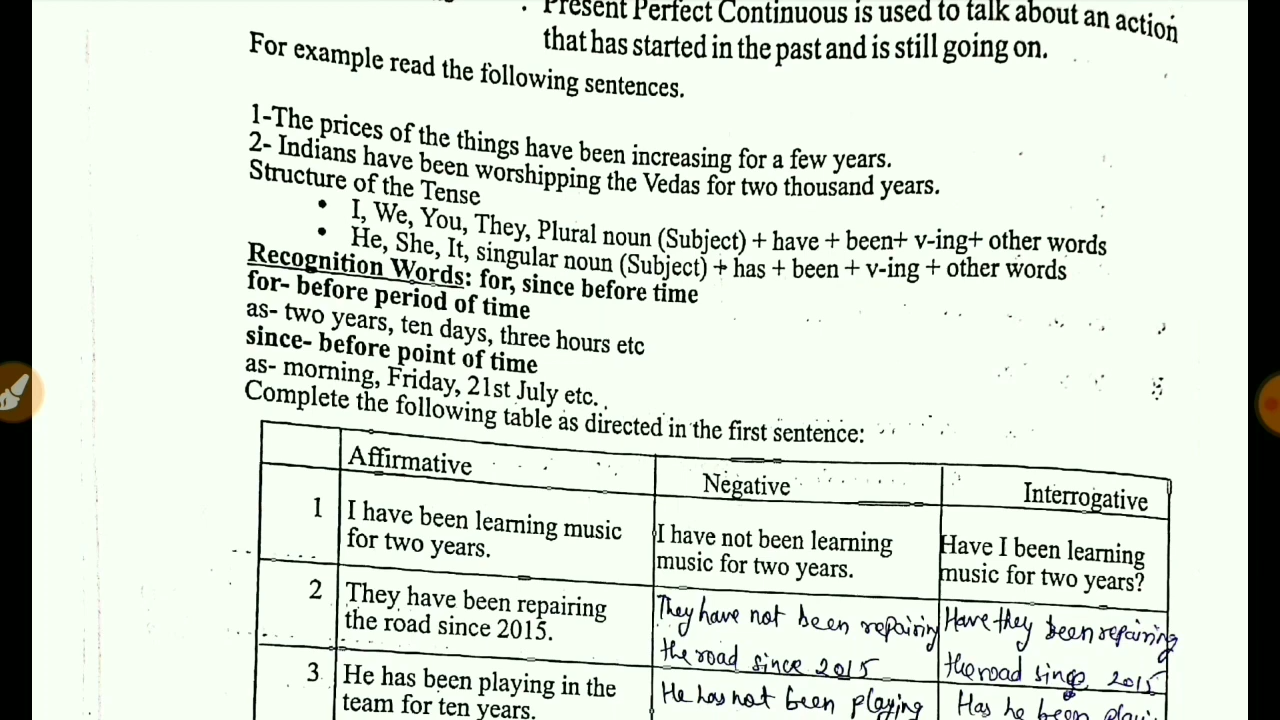 Present Perfect Continuous is used to talk about an action
that has started in the past and is still going on.
For example read the following sentences.
1-The prices of the things have been increasing for a few years.
2- Indians have been worshipping the Vedas for two thousand years.
Structure of the Tense
• I, We, You, They, Plural noun (Subject) + have + been+ v-ing+ other words
• He, She, It, singular noun (Subject) + has + been + v-ing + other words
Recognition Words: for, since before time
for- before period of time
as- two years, ten days, three hours etc
since- before point of time
as- morning, Friday, 21st July etc.
Complete the following table as directed in the first sentence:
Affirmative Negative Interrogative
1 I have been learning music
for two years.
I have not been learning
music for two years.
Have I been learning
music for two years?
2 They have been repairing
the road since 2015.
They have not been repairing
the road since 2015
Have they been repairing
the road since 2015
3 He has been playing in the
team for ten years.
He has not been playing
Has he been